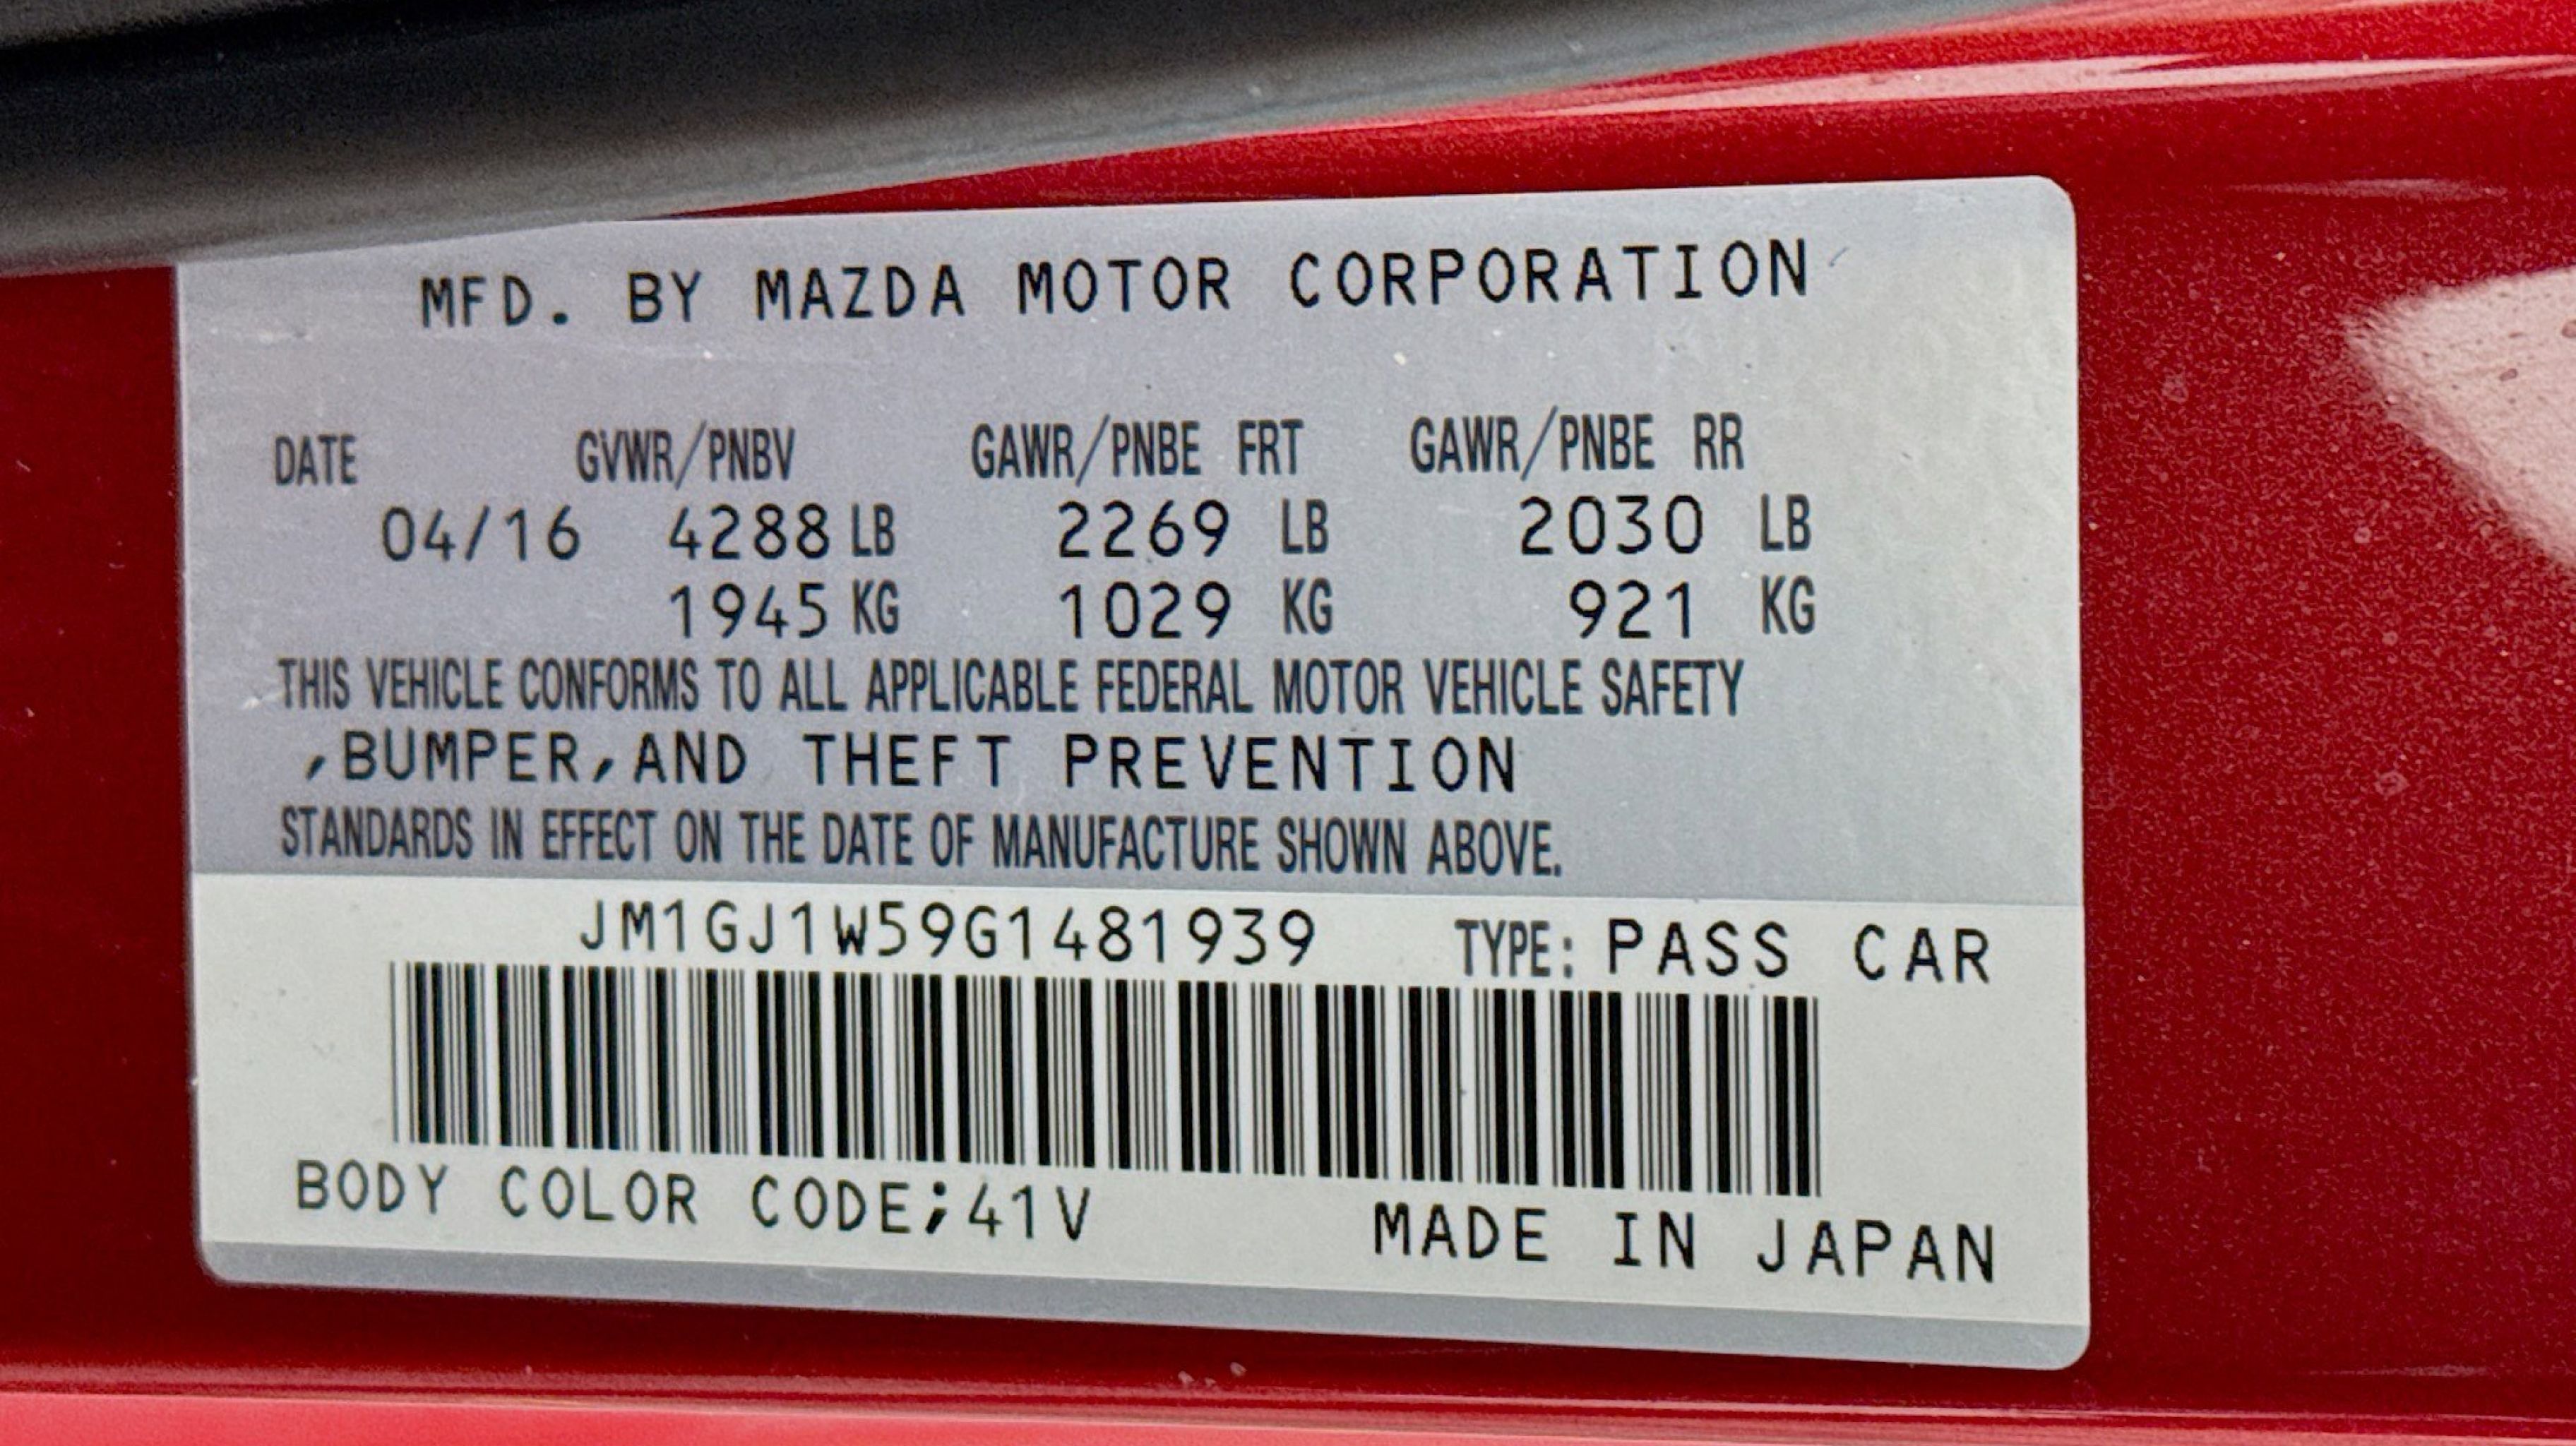 MFD. BY MAZDA MOTOR CORPORATION
DATE GVWR/PNBV GAWR/PNBE FRT GAWR/PNBE RR
04/16 4288 LB 2269 LB 2030 LB
1945 KG 1029 KG 921 KG
THIS VEHICLE CONFORMS TO ALL APPLICABLE FEDERAL MOTOR VEHICLE SAFETY
,BUMPER,AND THEFT PREVENTION
STANDARDS IN EFFECT ON THE DATE OF MANUFACTURE SHOWN ABOVE.
JM1GJ1W59G1481939 TYPE: PASS CAR
BODY COLOR CODE;41V MADE IN JAPAN